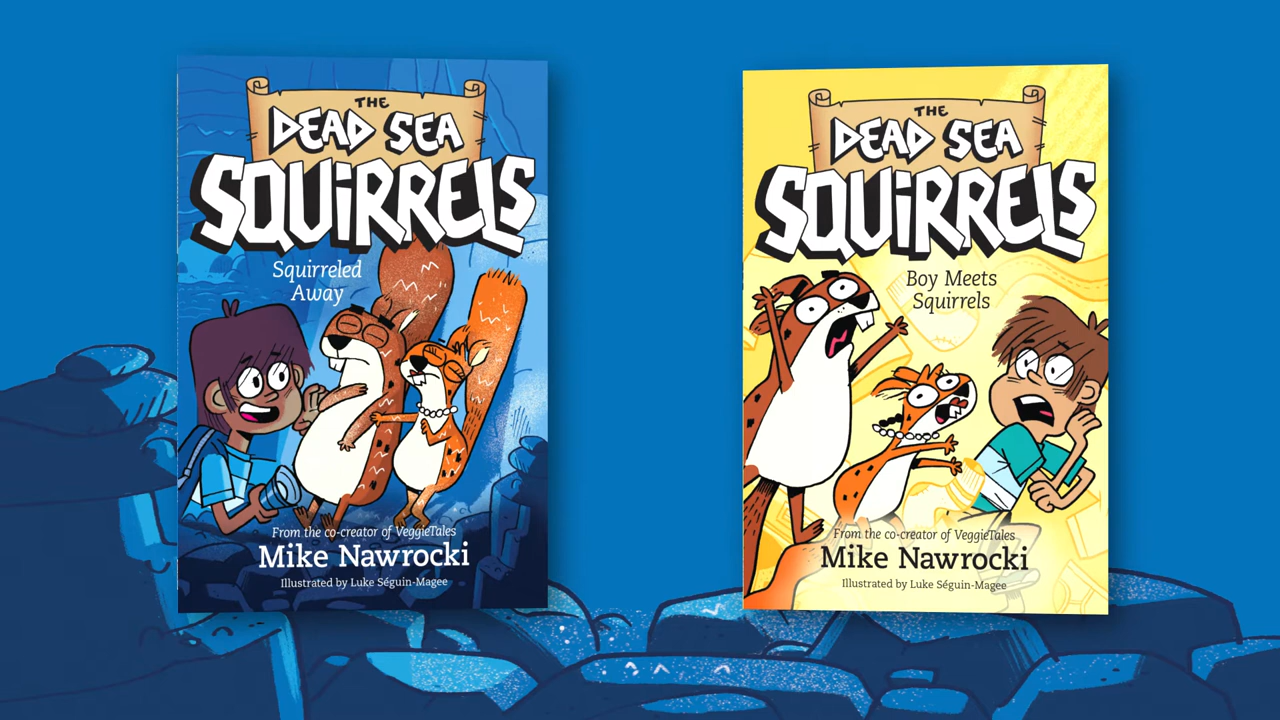 THE
DEAD SEA
SQUiRRELS
Squirreled
Away
From the co-creator of VeggieTales
Mike Nawrocki
Illustrated by Luke Séguin-Magee
THE
DEAD SEA
SQUiRRELS
Boy Meets
Squirrels
From the co-creator of VeggieTales
Mike Nawrocki
Illustrated by Luke Séguin-Magee